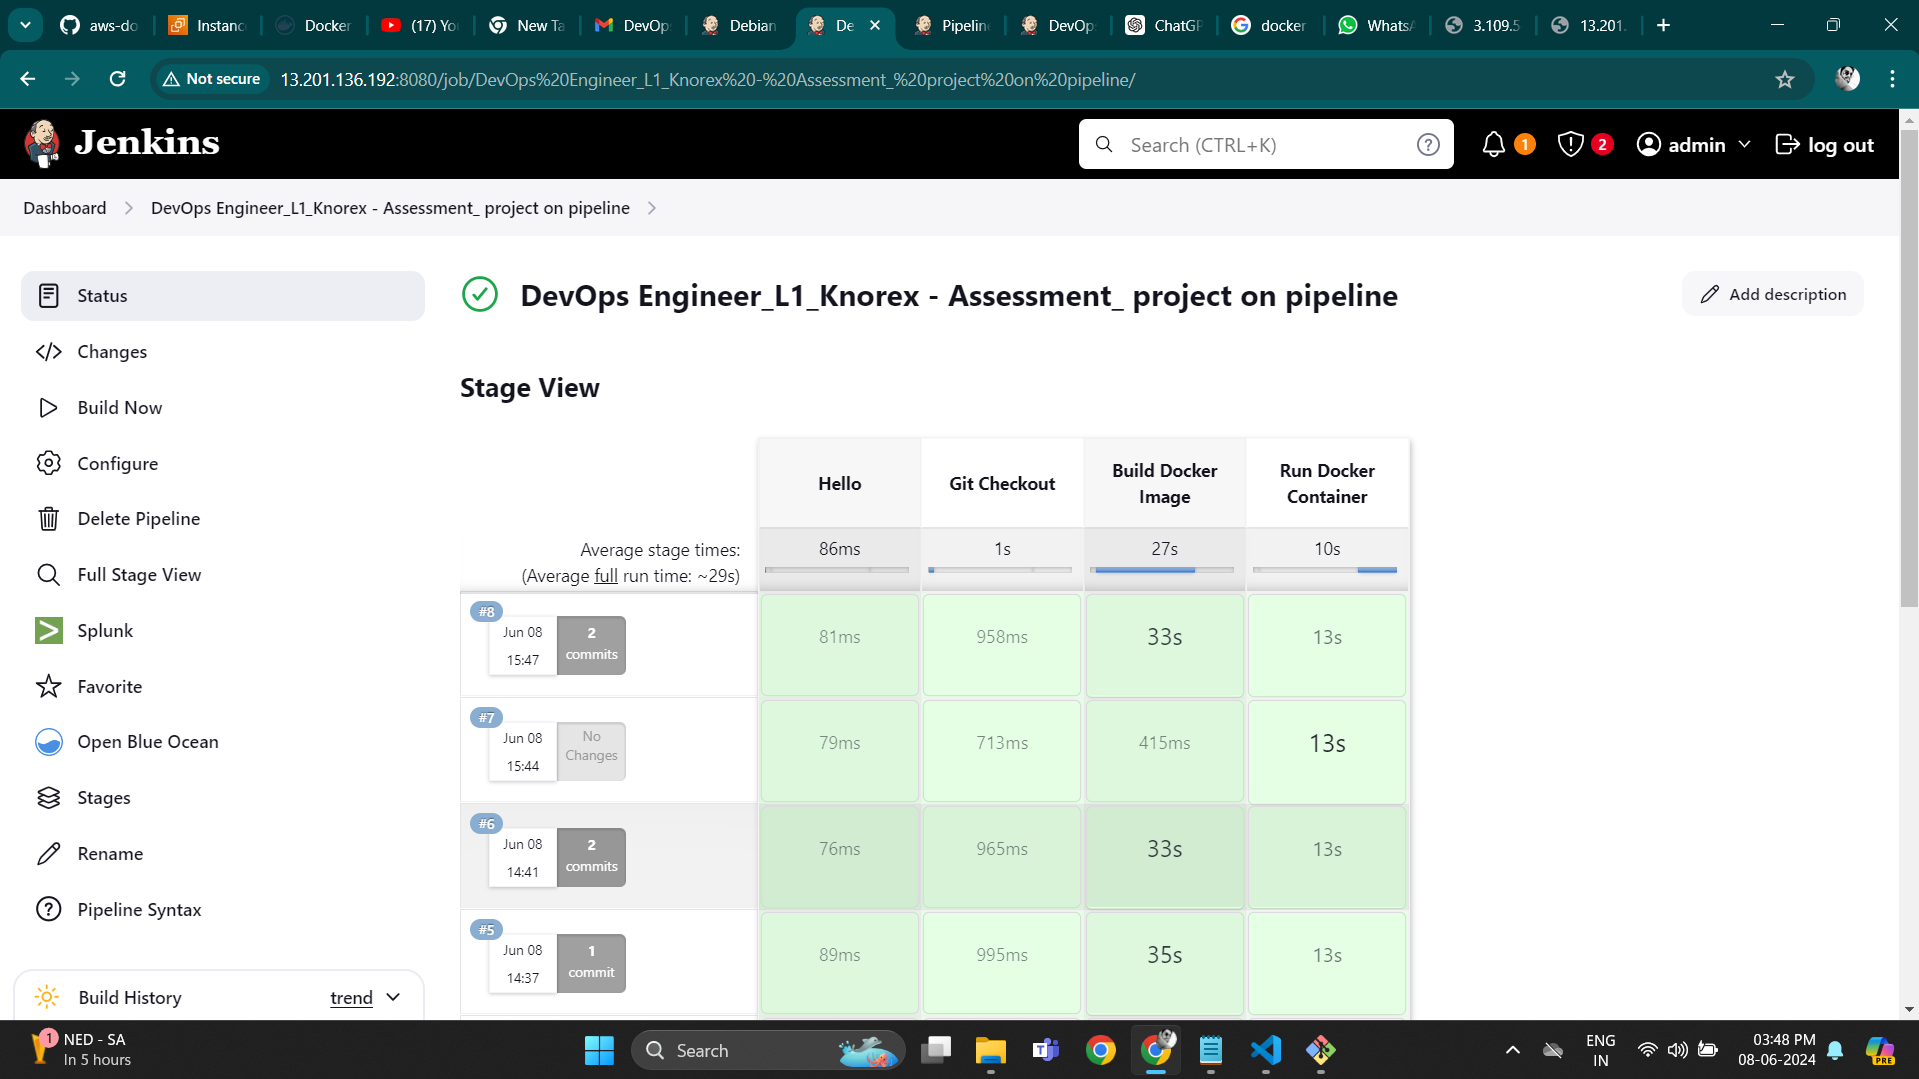 aws-do
Instanc
Docker
(17) Yo
New Ta
DevOp
Debian
De
Pipelin
DevOp
ChatGP
docker
WhatsA
3.109.5
13.201.
Not secure
13.201.136.192:8080/job/DevOps%20Engineer_L1_Knorex%20-%20Assessment_%20project%20on%20pipeline/
Jenkins
Search (CTRL+K)
1
2
admin
log out
Dashboard
DevOps Engineer_L1_Knorex - Assessment_ project on pipeline
Status
Changes
Build Now
Configure
Delete Pipeline
Full Stage View
Splunk
Favorite
Open Blue Ocean
Stages
Rename
Pipeline Syntax
Build History
trend
DevOps Engineer_L1_Knorex - Assessment_ project on pipeline
Add description
Stage View
Hello
Git Checkout
Build Docker
Image
Run Docker
Container
Average stage times:
(Average full run time: ~29s)
86ms
1s
27s
10s
#8
Jun 08
15:47
2
commits
81ms
958ms
33s
13s
#7
Jun 08
15:44
No
Changes
79ms
713ms
415ms
13s
#6
Jun 08
14:41
2
commits
76ms
965ms
33s
13s
#5
Jun 08
14:37
1
commit
89ms
995ms
35s
13s
1
NED - SA
In 5 hours
Search
ENG
IN
03:48 PM
08-06-2024
PRE